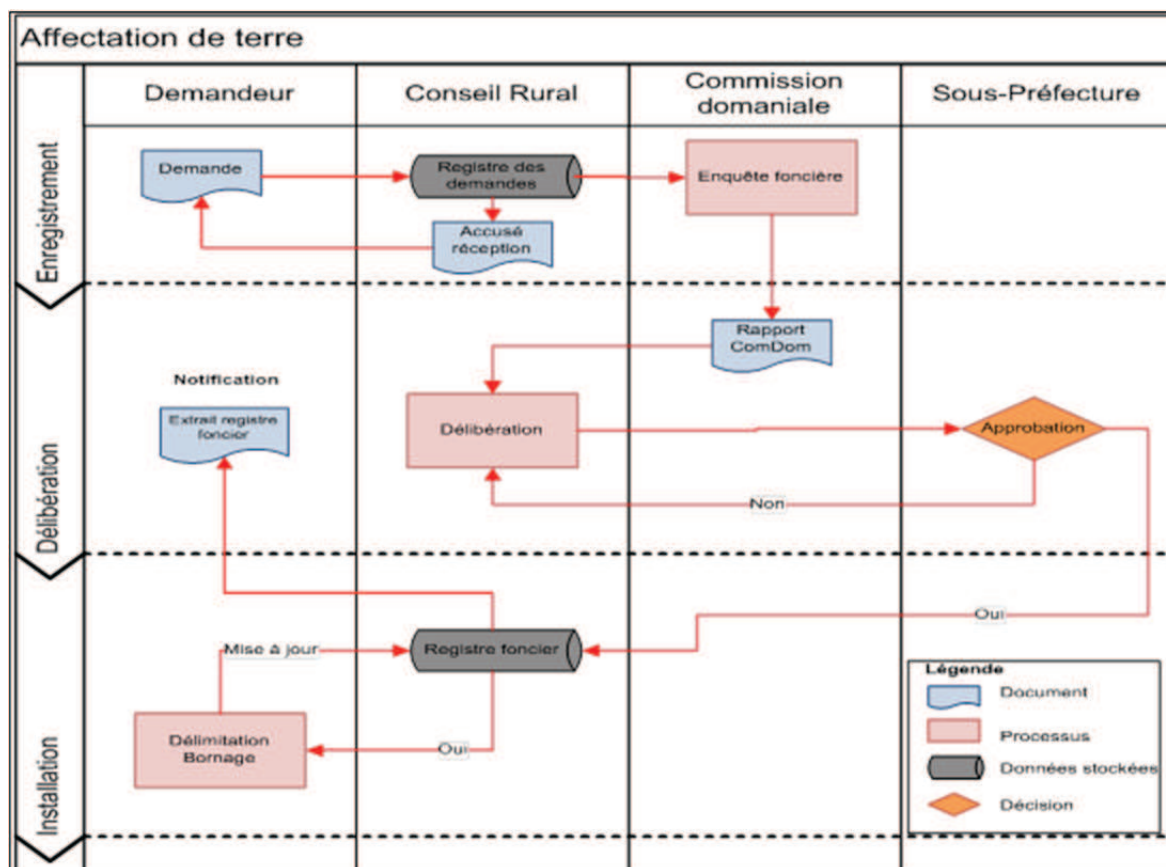 Affectation de terre
Demandeur
Conseil Rural
Commission
domaniale
Sous-Préfecture
Enregistrement
Demande
Registre des
demandes
Enquête foncière
Accusé
réception
Délibération
Rapport
ComDom
Notification
Extrait registre
foncier
Délibération
Approbation
Non
Installation
Oui
Mise à jour
Registre foncier
Délimitation
Bornage
Oui
Légende
Document
Processus
Données stockées
Décision